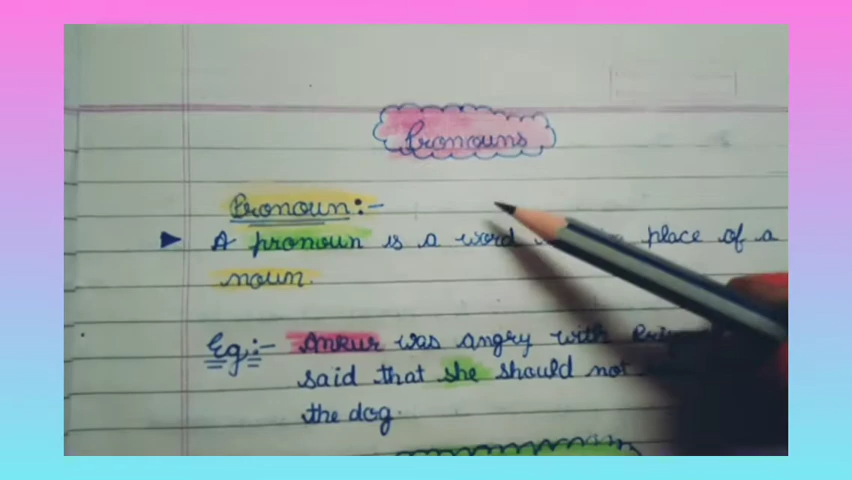 Pronouns
Pronoun:-
A pronoun is a word place of a
noun.
Eg:- Ankur was angry with
said that she should not
the dog.